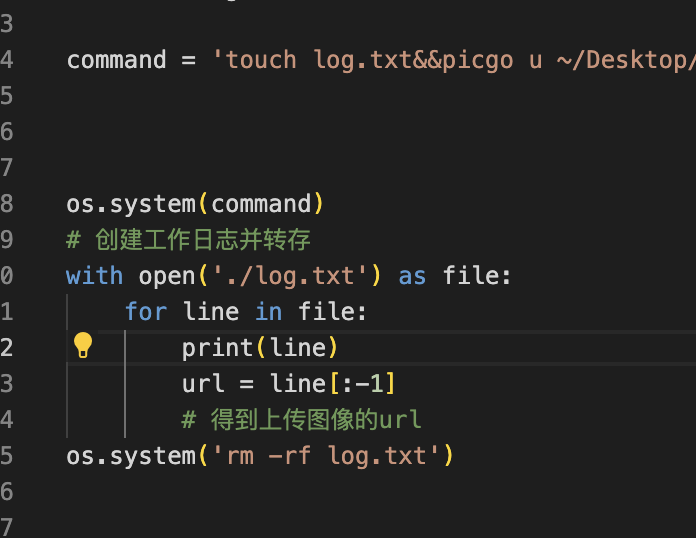 3
4 command = 'touch log.txt&&picgo u ~/Desktop/
5
6
7
8 os.system(command)
9 # 创建工作日志并转存
0 with open('./log.txt') as file:
1 for line in file:
2 print(line)
3 url = line[:-1]
4 # 得到上传图像的url
5 os.system('rm -rf log.txt')
6
7